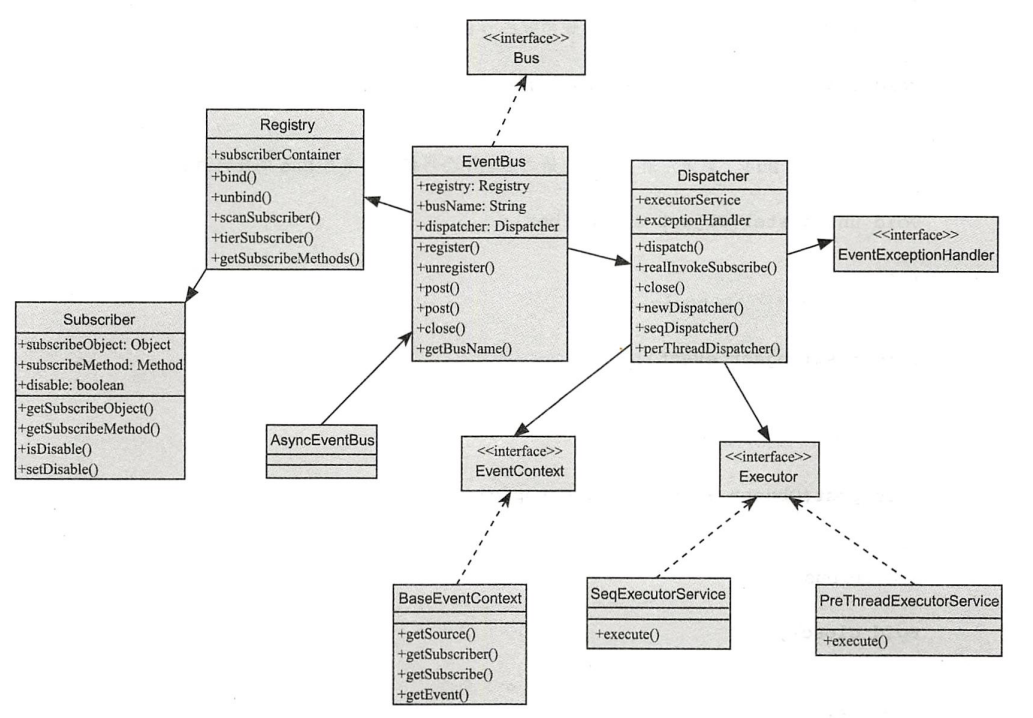 <<interface>>
Bus
Registry
+subscriberContainer
+bind()
+unbind()
+scanSubscriber()
+tierSubscriber()
+getSubscribeMethods()
EventBus
+registry: Registry
+busName: String
+dispatcher: Dispatcher
+register()
+unregister()
+post()
+post()
+close()
+getBusName()
Dispatcher
+executorService
+exceptionHandler
+dispatch()
+realInvokeSubscribe()
+close()
+newDispatcher()
+seqDispatcher()
+perThreadDispatcher()
<<interface>>
EventExceptionHandler
Subscriber
+subscribeObject: Object
+subscribeMethod: Method
+disable: boolean
+getSubscribeObject()
+getSubscribeMethod()
+isDisable()
+setDisable()
AsyncEventBus
<<interface>>
EventContext
<<interface>>
Executor
BaseEventContext
+getSource()
+getSubscriber()
+getSubscribe()
+getEvent()
SeqExecutorService
+execute()
PreThreadExecutorService
+execute()